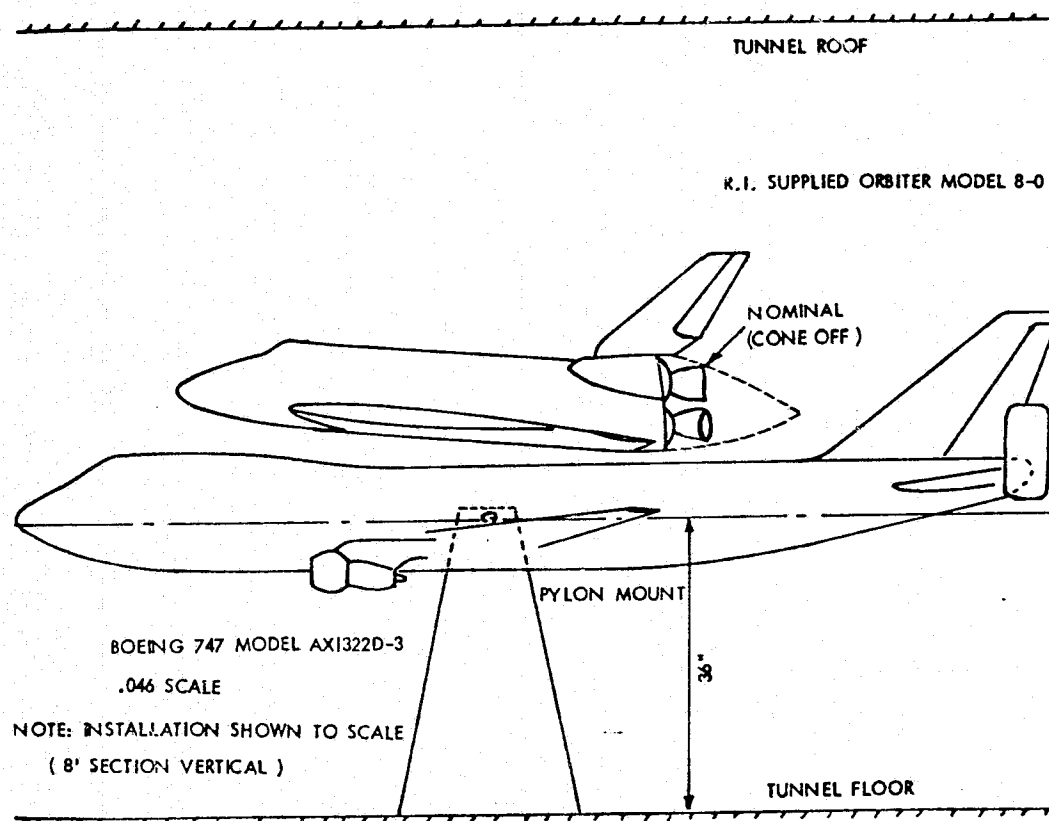 TUNNEL ROOF
R.I. SUPPLIED ORBITER MODEL 8-0
NOMINAL
(CONE OFF)
PYLON MOUNT
36"
BOEING 747 MODEL AX1322D-3
.046 SCALE
NOTE: INSTALLATION SHOWN TO SCALE
( 8' SECTION VERTICAL )
TUNNEL FLOOR